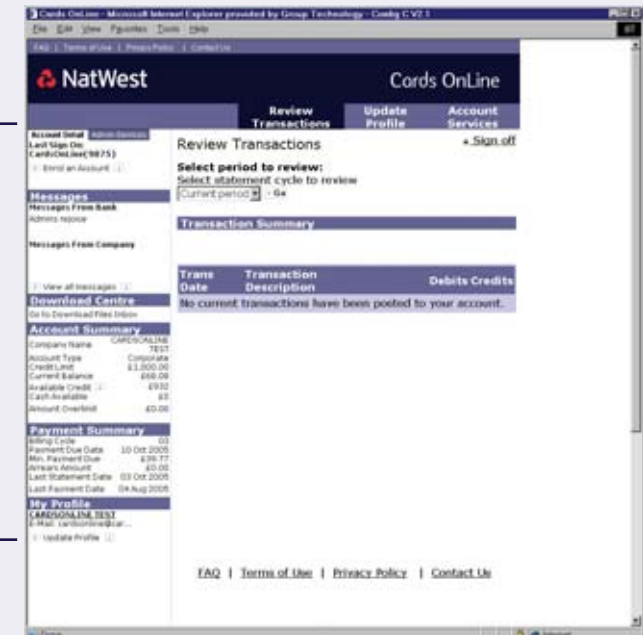 Cards OnLine - Microsoft Internet Explorer provided by Group Technology - Config C V2.1
File Edit View Favorites Tools Help
FAQ | Terms of Use | Privacy Policy | Contact Us
NatWest
Cards OnLine
Review Transactions
Update Profile
Account Services
Account Detail
Last Sign On:
CardsOnLine(9875)
Enrol an Account
Messages
Messages From Bank
Admins rejoice
Messages From Company
View all messages
Download Centre
Go to Download Files Inbox
Account Summary
Company Name CARDSONLINE TEST
Account Type Corporate
Credit Limit £1,000.00
Current Balance £68.00
Available Credit £932
Cash Available £0
Amount Overlimit £0.00
Payment Summary
Billing Cycle 03
Payment Due Date 10 Oct 2005
Min. Payment Due £39.77
Arrears Amount £0.00
Last Statement Date 03 Oct 2005
Last Payment Date 04 Aug 2005
My Profile
CARDSONLINE TEST
E-Mail: cardsonline@car...
Update Profile
Review Transactions
Sign off
Select period to review:
Select statement cycle to review
Current period Go
Transaction Summary
Trans Date
Transaction Description
Debits Credits
No current transactions have been posted to your account.
FAQ | Terms of Use | Privacy Policy | Contact Us